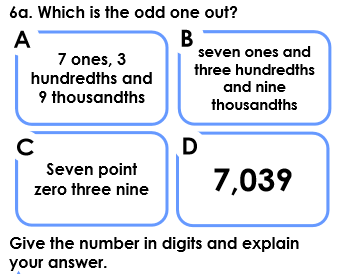 6a. Which is the odd one out?
A
7 ones, 3
hundredths and
9 thousandths
B
seven ones and
three hundredths
and nine
thousandths
C
Seven point
zero three nine
D
7,039
Give the number in digits and explain
your answer.